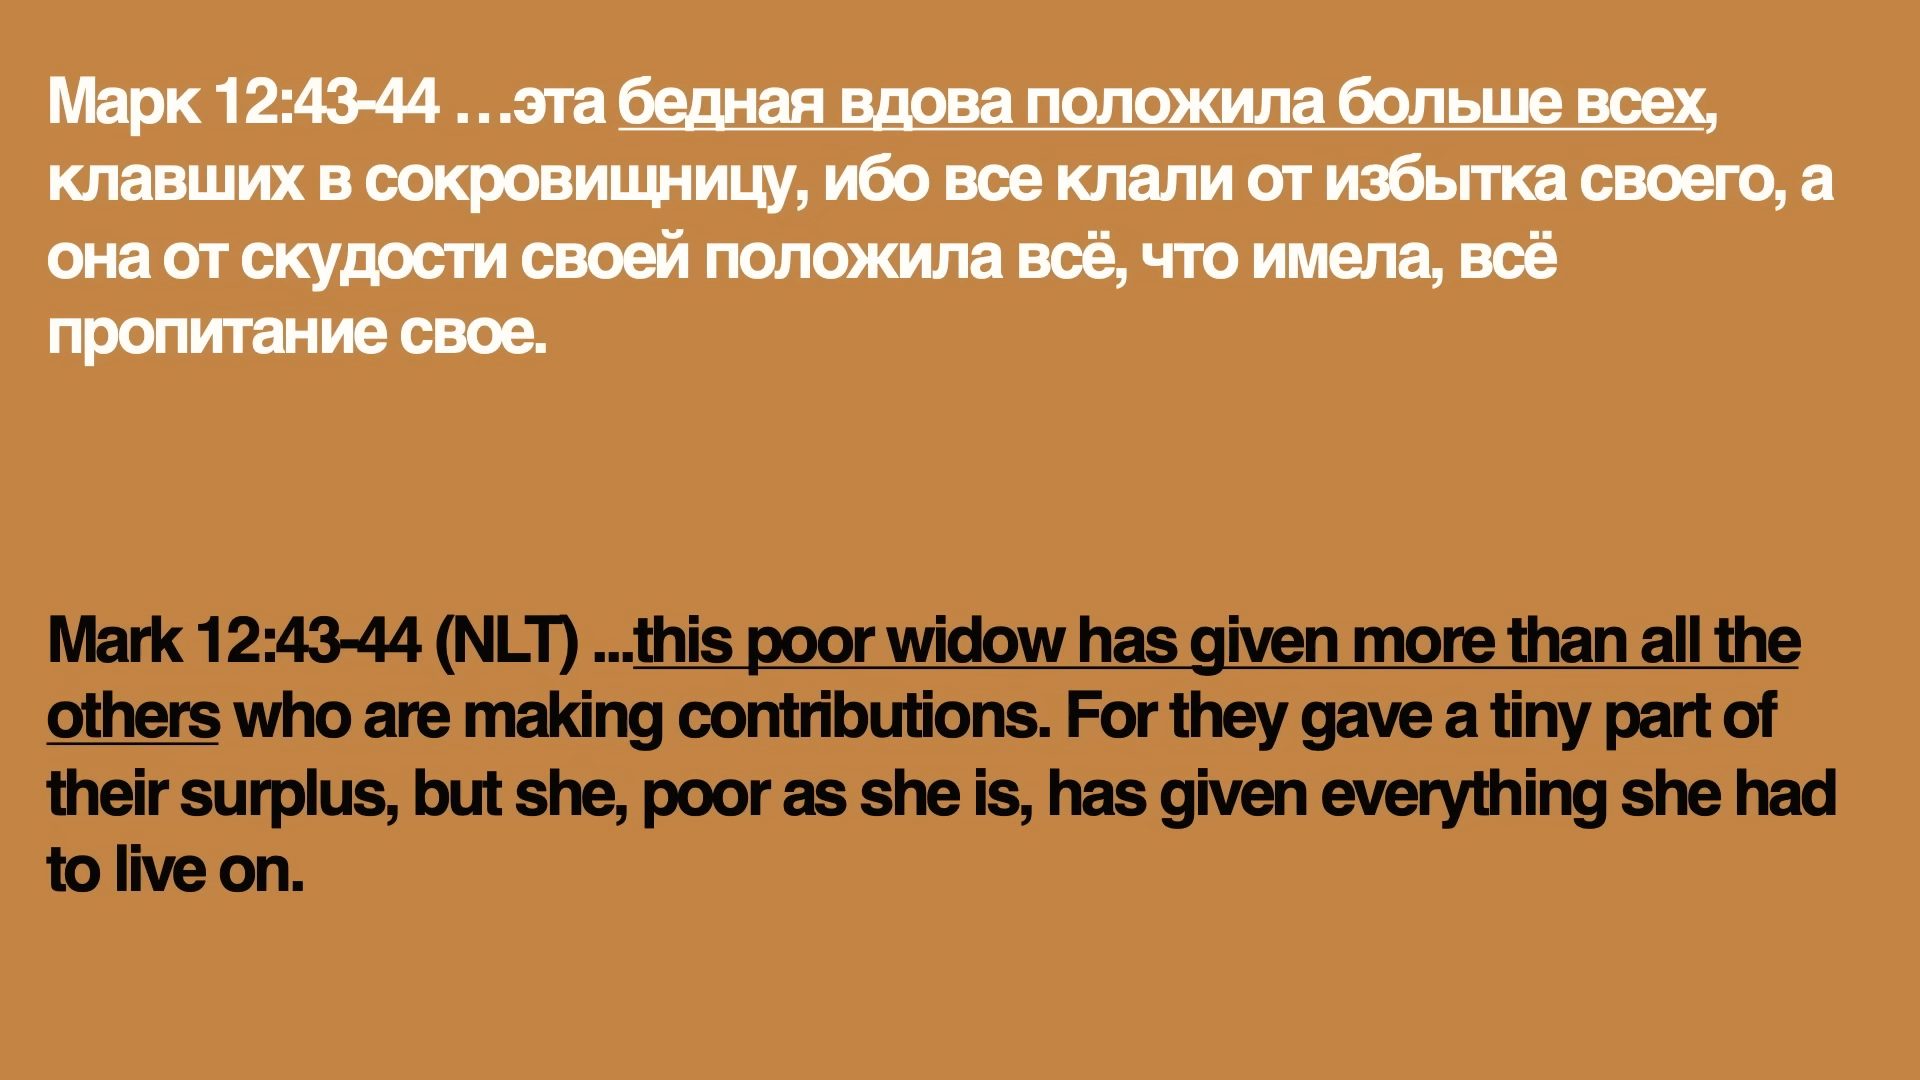 Марк 12:43-44 …эта бедная вдова положила больше всех,
клавших в сокровищницу, ибо все клали от избытка своего, а
она от скудости своей положила всё, что имела, всё
пропитание свое.
Mark 12:43-44 (NLT) ...this poor widow has given more than all the
others who are making contributions. For they gave a tiny part of
their surplus, but she, poor as she is, has given everything she had
to live on.